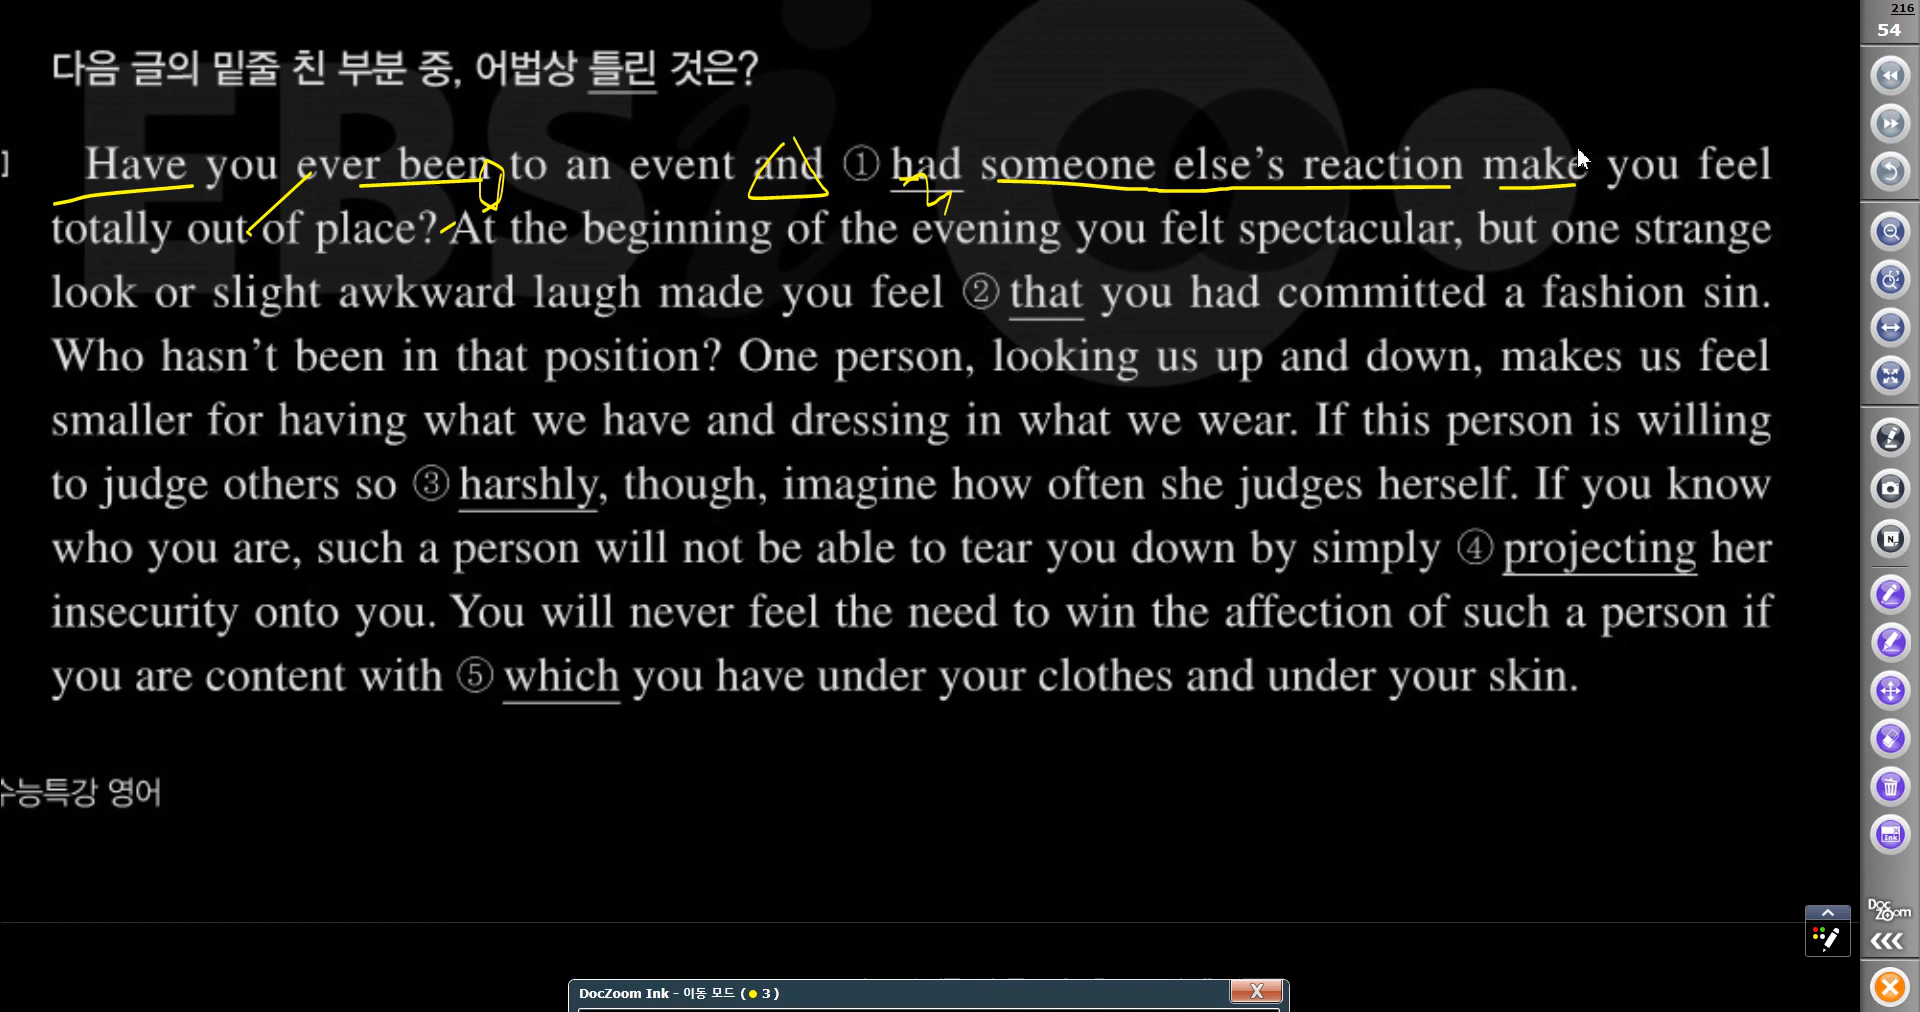 216
54
다음 글의 밑줄 친 부분 중, 어법상 틀린 것은?
] Have you ever been to an event and ① had someone else's reaction make you feel
totally out of place? At the beginning of the evening you felt spectacular, but one strange
look or slight awkward laugh made you feel ② that you had committed a fashion sin.
Who hasn't been in that position? One person, looking us up and down, makes us feel
smaller for having what we have and dressing in what we wear. If this person is willing
to judge others so ③ harshly, though, imagine how often she judges herself. If you know
who you are, such a person will not be able to tear you down by simply ④ projecting her
insecurity onto you. You will never feel the need to win the affection of such a person if
you are content with ⑤ which you have under your clothes and under your skin.
수능특강 영어
EBSi
N
Ink
Doc
Zoom
DocZoom Ink - 이동 모드 ( 3 )
X